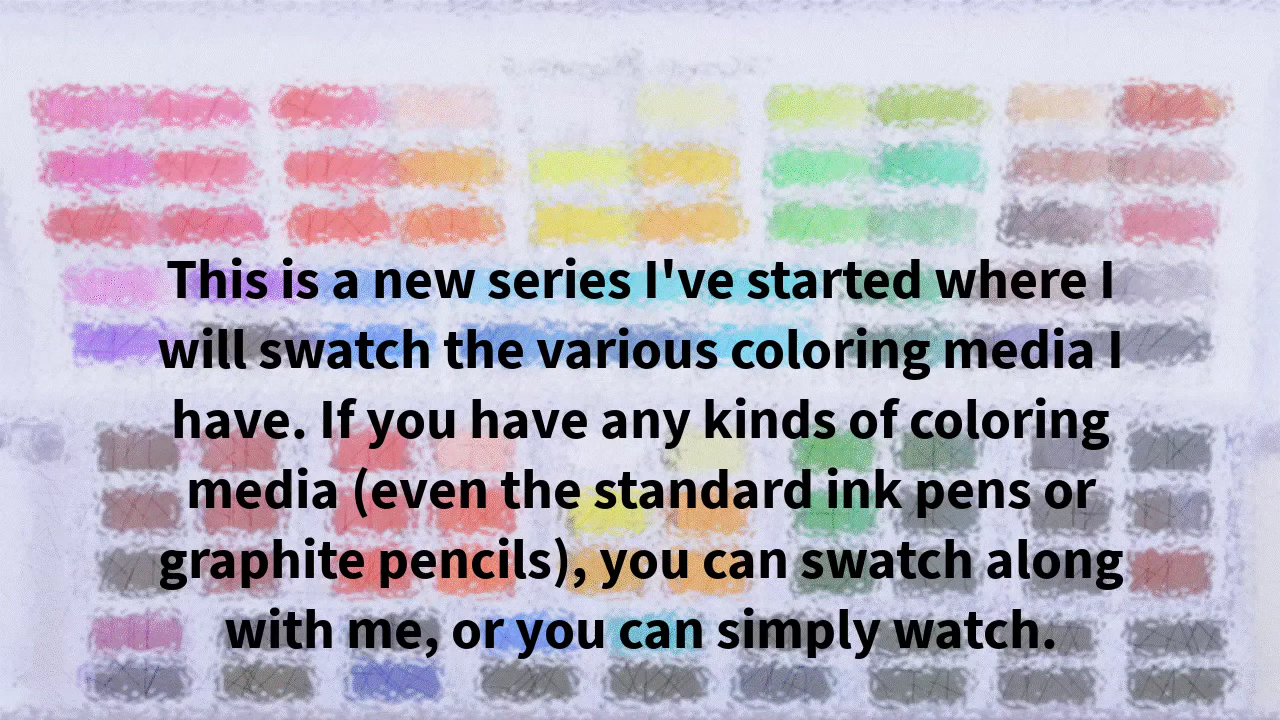 This is a new series I've started where I
will swatch the various coloring media I
have. If you have any kinds of coloring
media (even the standard ink pens or
graphite pencils), you can swatch along
with me, or you can simply watch.